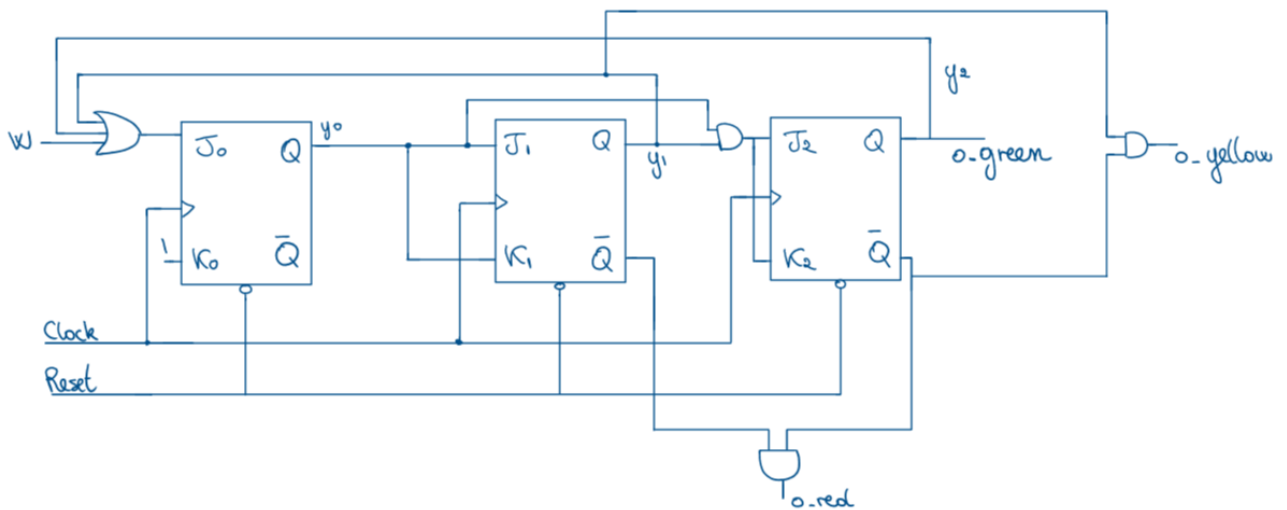 y2
W
J0 Q
y0
J1 Q
y1
J2 Q
o_green
o_yellow
1
K0 Q̅
K1 Q̅
K2 Q̅
Clock
Reset
o_red